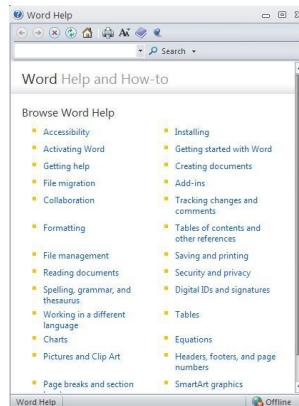 Word Help
Search
Word Help and How-to
Browse Word Help
Accessibility
Installing
Activating Word
Getting started with Word
Getting help
Creating documents
File migration
Add-ins
Collaboration
Tracking changes and
comments
Formatting
Tables of contents and
other references
File management
Saving and printing
Reading documents
Security and privacy
Spelling, grammar, and
thesaurus
Digital IDs and signatures
Working in a different
language
Tables
Charts
Equations
Pictures and Clip Art
Headers, footers, and page
numbers
Page breaks and section
SmartArt graphics
Word Help
Offline